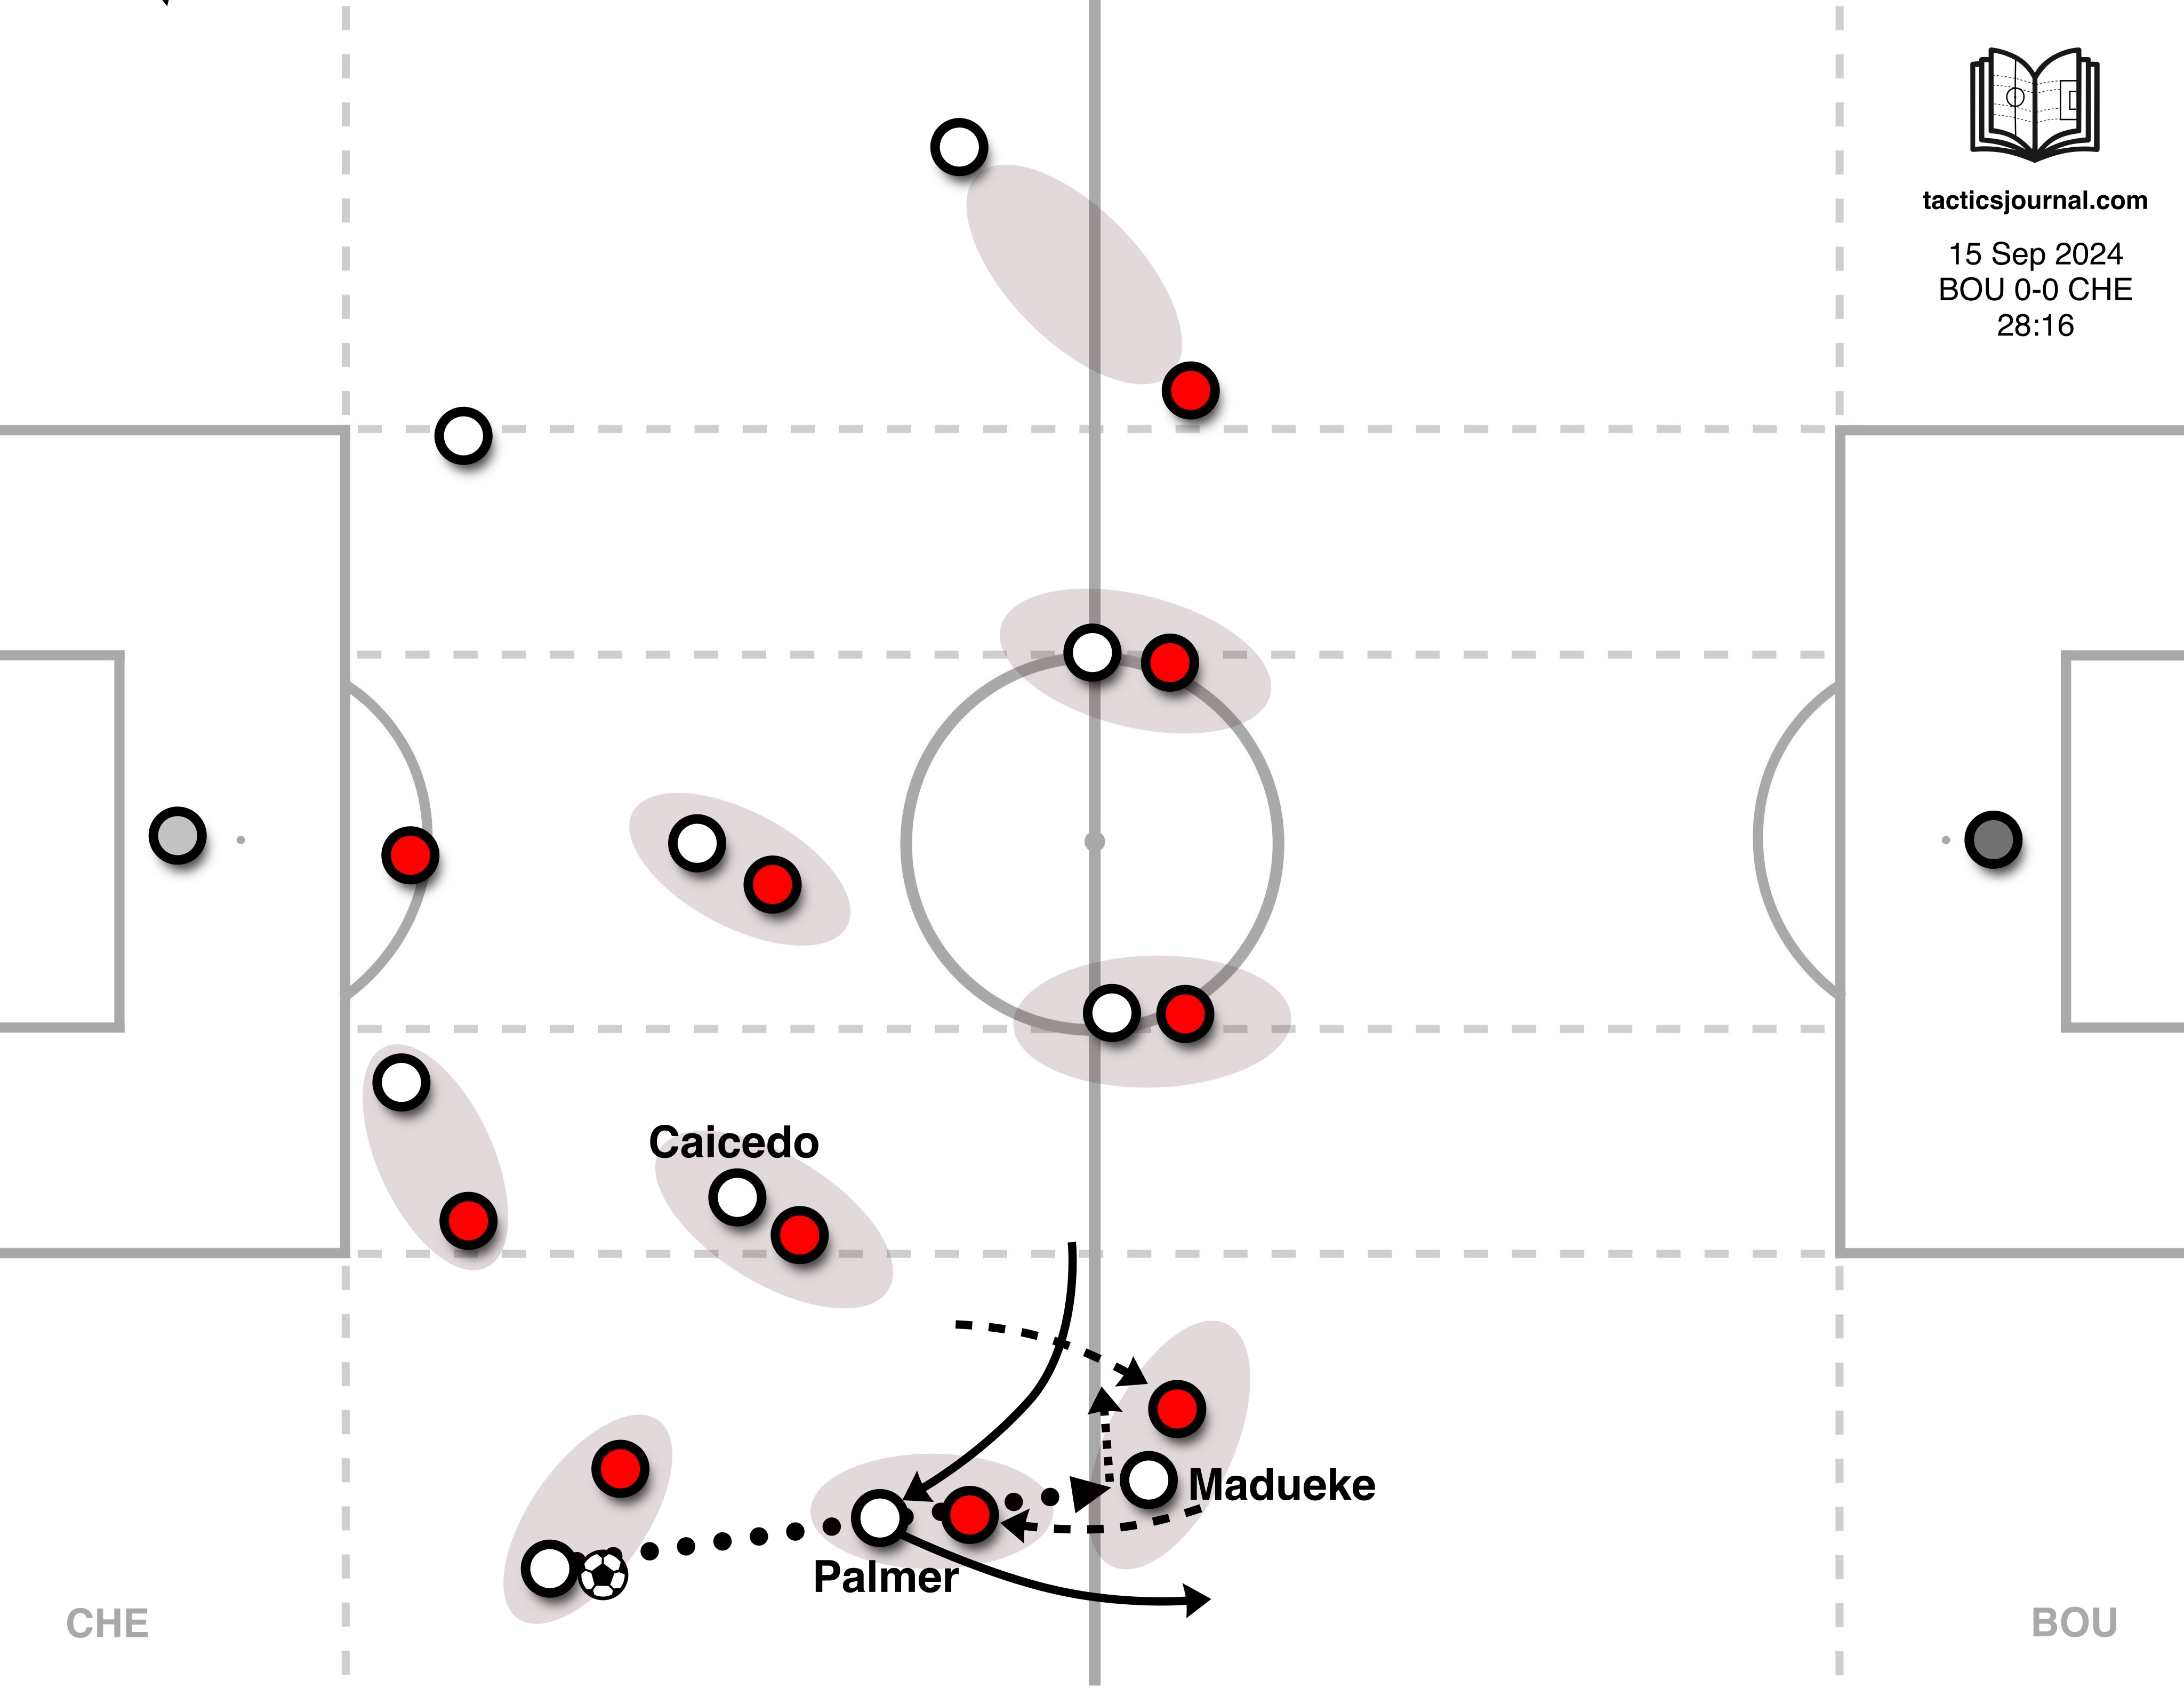 tacticsjournal.com
15 Sep 2024
BOU 0-0 CHE
28:16
Caicedo
Madueke
Palmer
CHE
BOU